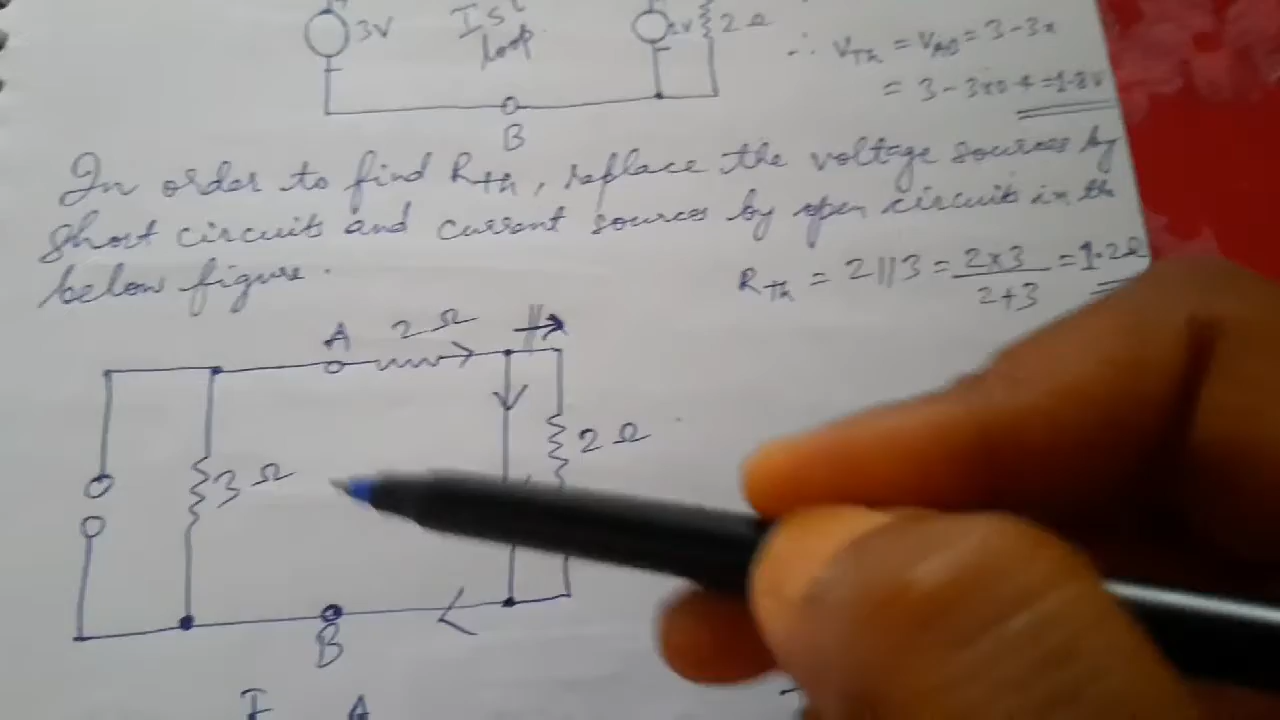 3V
Ist
loop
2V
2Ω
B
∴ VTh = VAB = 3-3x
= 3-3x0.4 = 1.8V
In order to find RTh, replace the voltage sources by
short circuit and current sources by open circuit in the
below figure.
RTh = 2||3 = 2x3 / 2+3 = 1.2Ω
A
2Ω
3Ω
2Ω
B